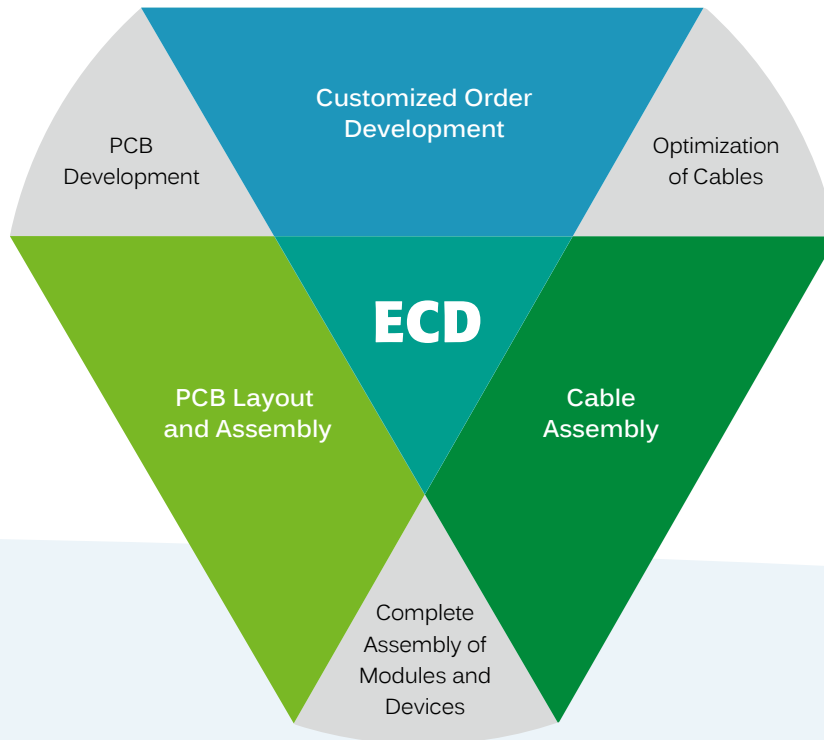 Customized Order
Development
PCB
Development
Optimization
of Cables
ECD
PCB Layout
and Assembly
Cable
Assembly
Complete
Assembly of
Modules and
Devices